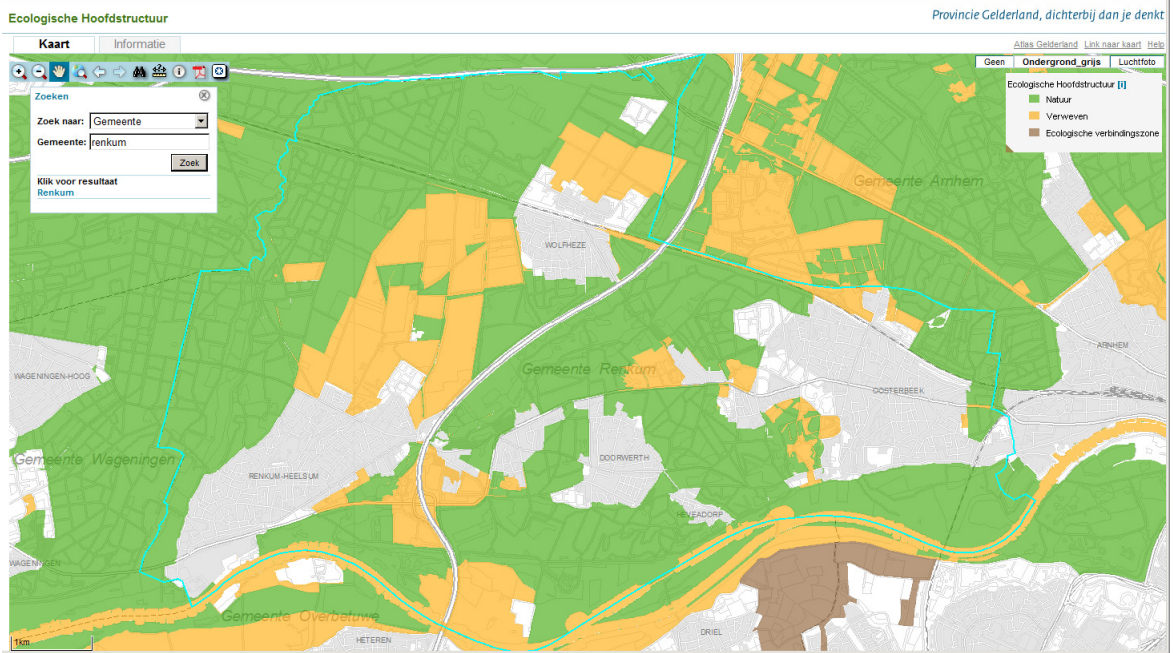 Ecologische Hoofdstructuur
Provincie Gelderland, dichterbij dan je denkt
Kaart
Informatie
Atlas Gelderland Link naar kaart Help
Geen
Ondergrond_grijs
Luchtfoto
Zoeken
Zoek naar: Gemeente
Gemeente: renkum
Zoek
Klik voor resultaat
Renkum
Ecologische Hoofdstructuur [i]
Natuur
Verweven
Ecologische verbindingszone
Gemeente Arnhem
WOLFHEZE
ARNHEM
Gemeente Renkum
WAGENINGEN-HOOG
OOSTERBEEK
Gemeente Wageningen
DOORWERTH
RENKUM-HEELSUM
HEVEADORP
WAGENINGEN
Gemeente Overbetuwe
DRIEL
HETEREN
1km